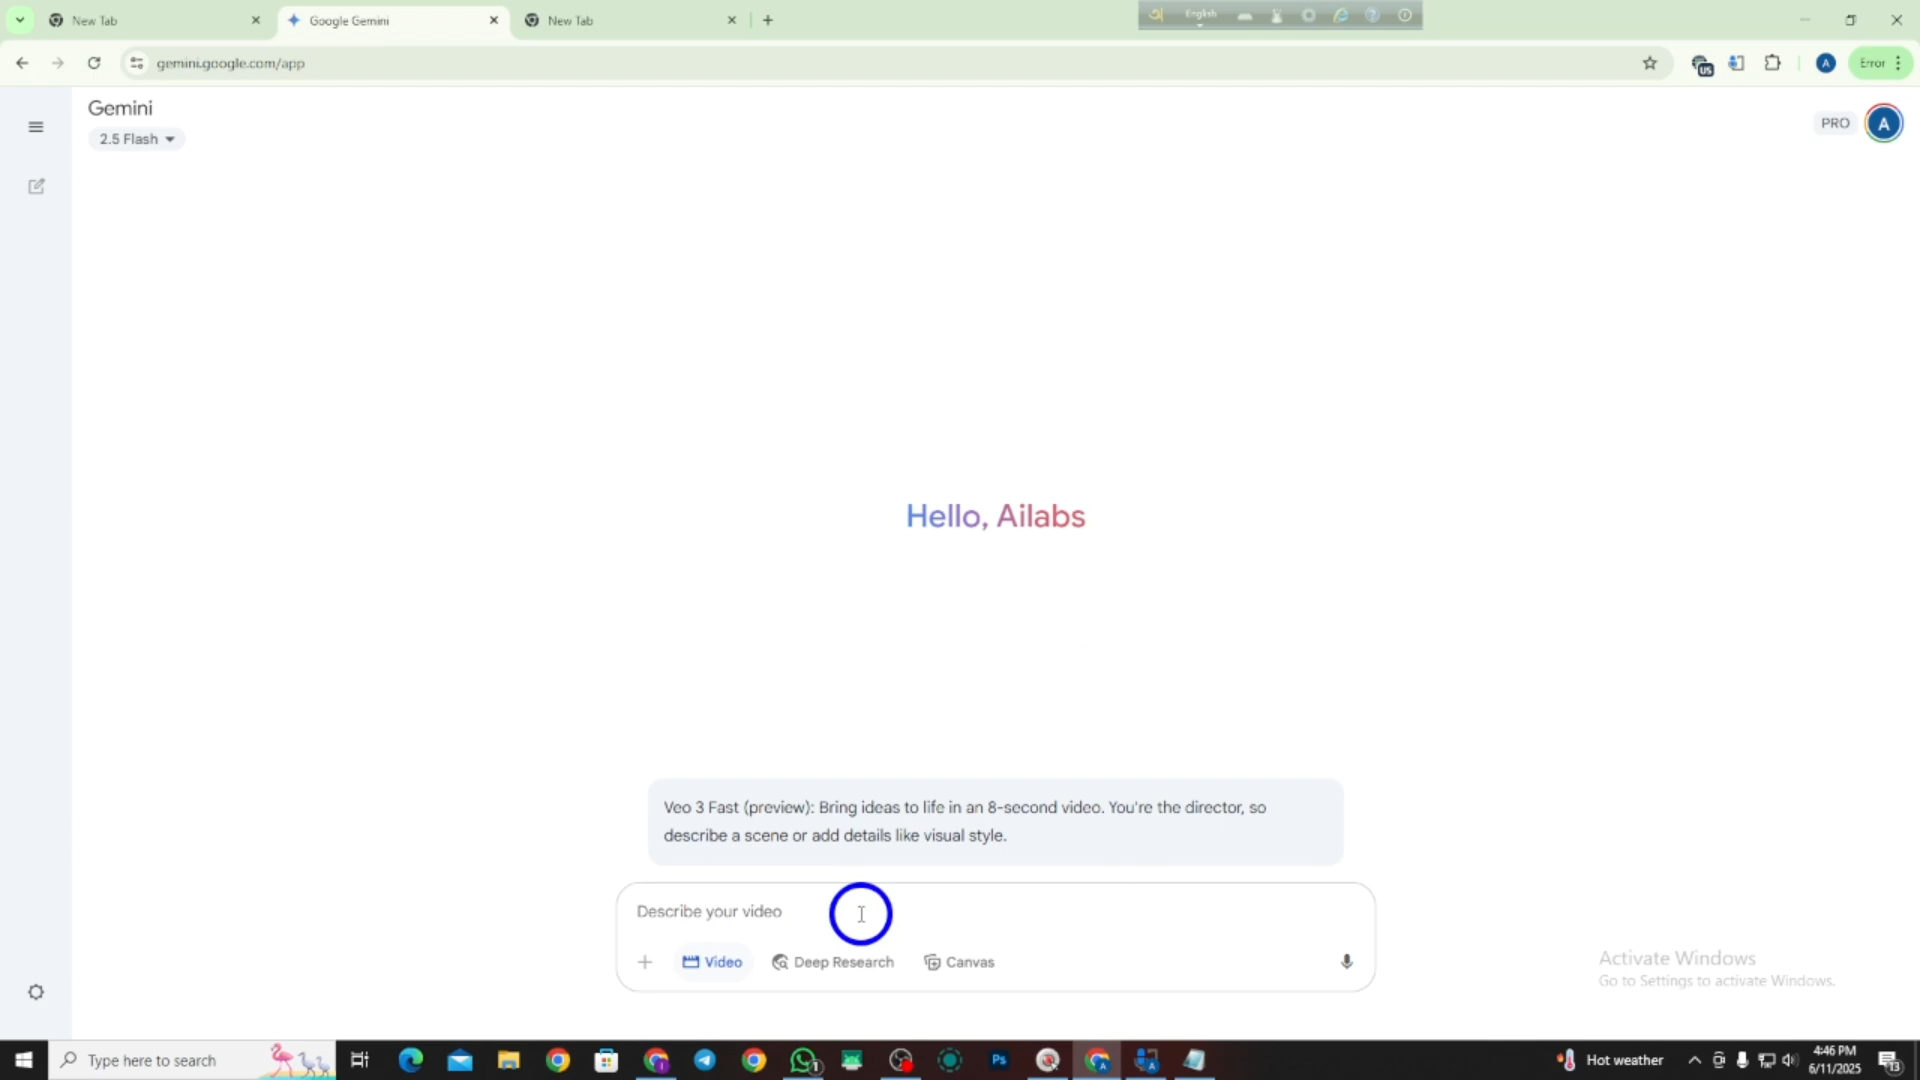 New Tab
Google Gemini
New Tab
English
gemini.google.com/app
us
A
Error
Gemini
2.5 Flash
PRO
A
Hello, Ailabs
Veo 3 Fast (preview): Bring ideas to life in an 8-second video. You're the director, so
describe a scene or add details like visual style.
Describe your video
Video
Deep Research
Canvas
Activate Windows
Go to Settings to activate Windows.
Type here to search
Ps
Hot weather
4:46 PM
6/11/2025
13